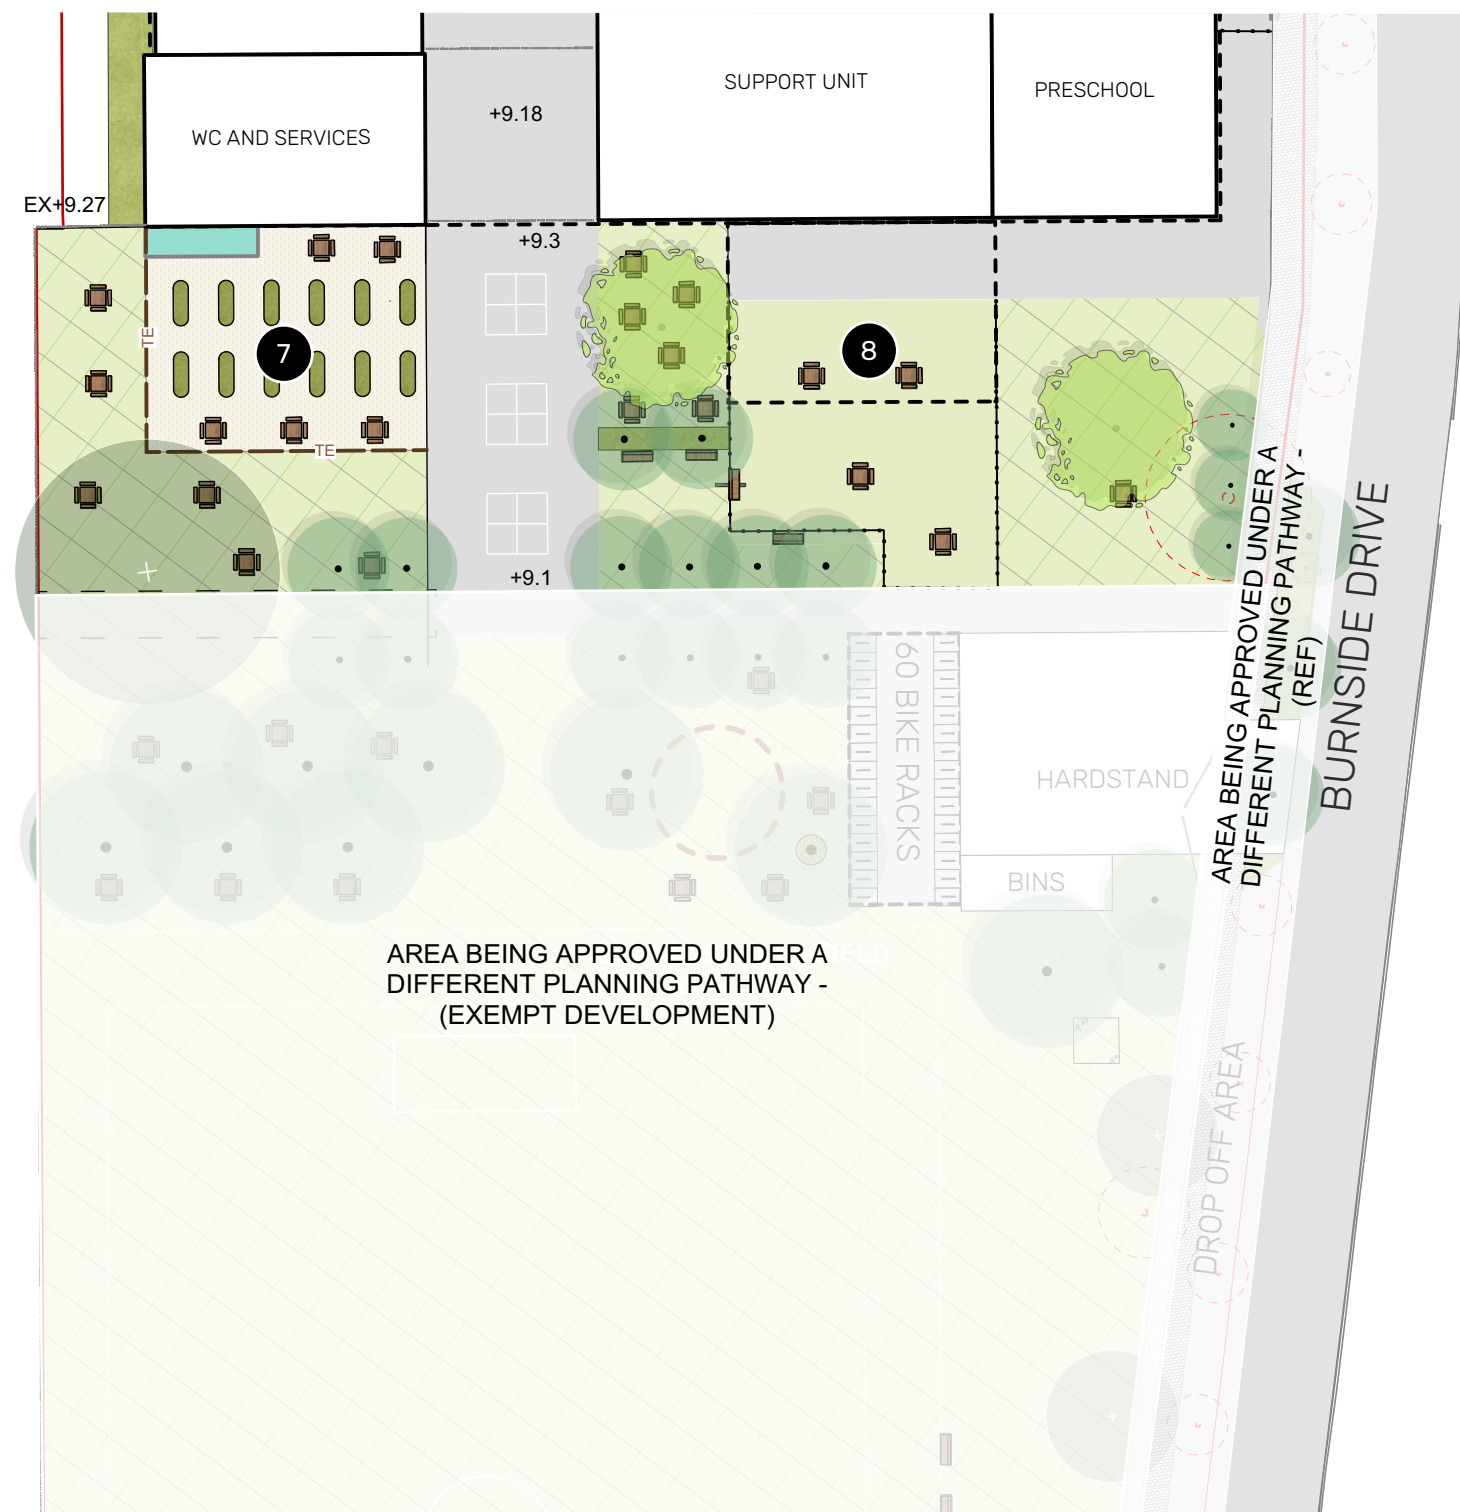 SUPPORT UNIT
PRESCHOOL
WC AND SERVICES
+9.18
EX+9.27
+9.3
TE
7
8
TE
+9.1
60 BIKE RACKS
HARDSTAND
BINS
AREA BEING APPROVED UNDER A
DIFFERENT PLANNING PATHWAY -
(REF)
BURNSIDE DRIVE
AREA BEING APPROVED UNDER A
DIFFERENT PLANNING PATHWAY -
(EXEMPT DEVELOPMENT)
DROP OFF AREA